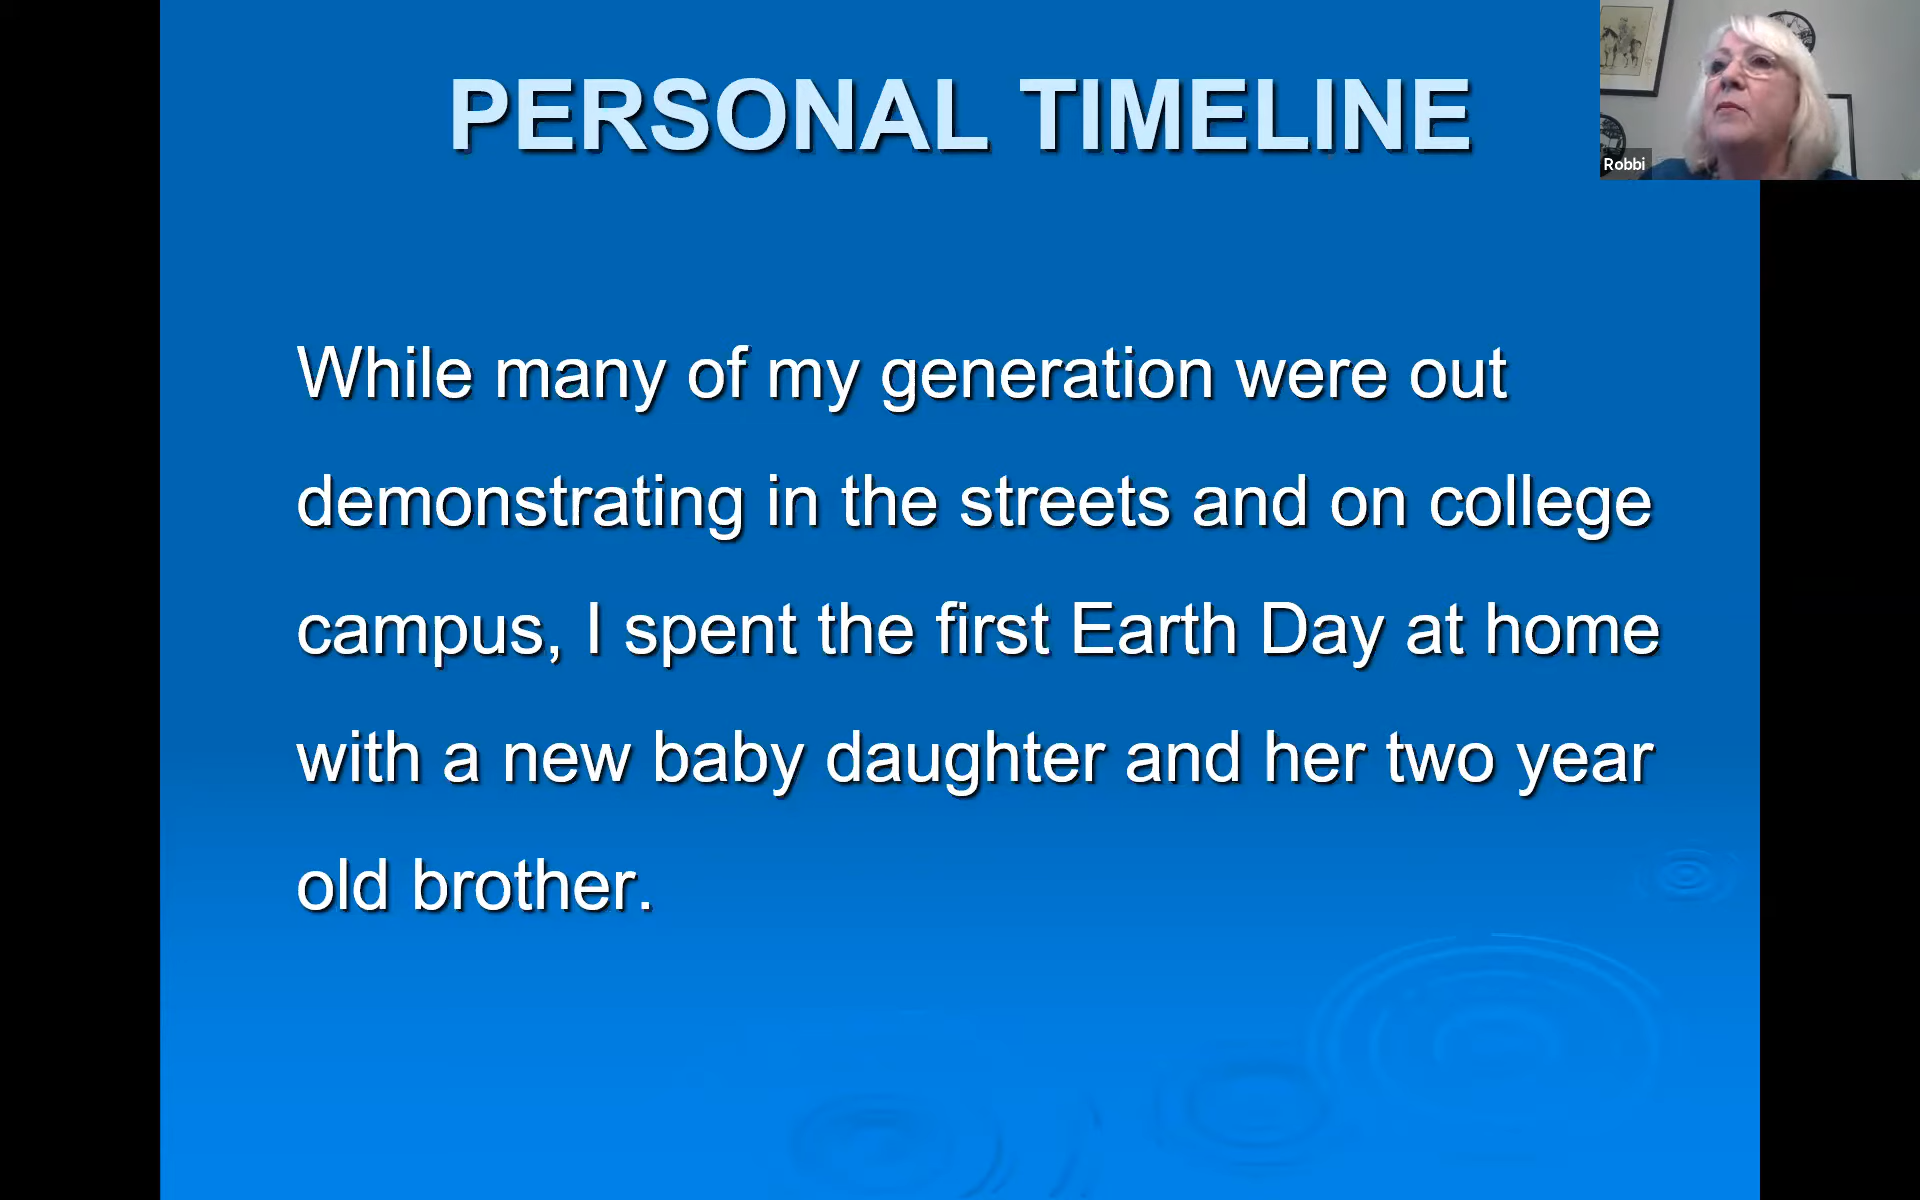 PERSONAL TIMELINE
Robbi
While many of my generation were out
demonstrating in the streets and on college
campus, I spent the first Earth Day at home
with a new baby daughter and her two year
old brother.